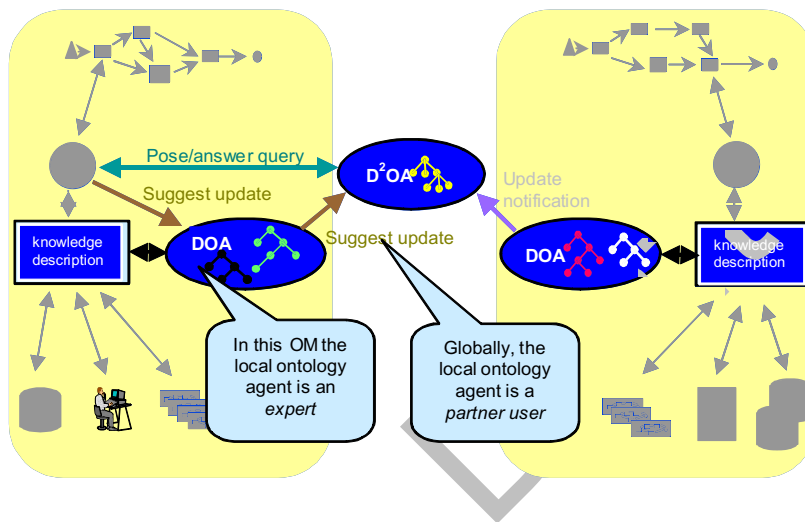 Pose/answer query
D²OA
Suggest update
Update
notification
DOA
Suggest update
DOA
knowledge
description
knowledge
description
In this OM the
local ontology
agent is an
expert
Globally, the
local ontology
agent is a
partner user